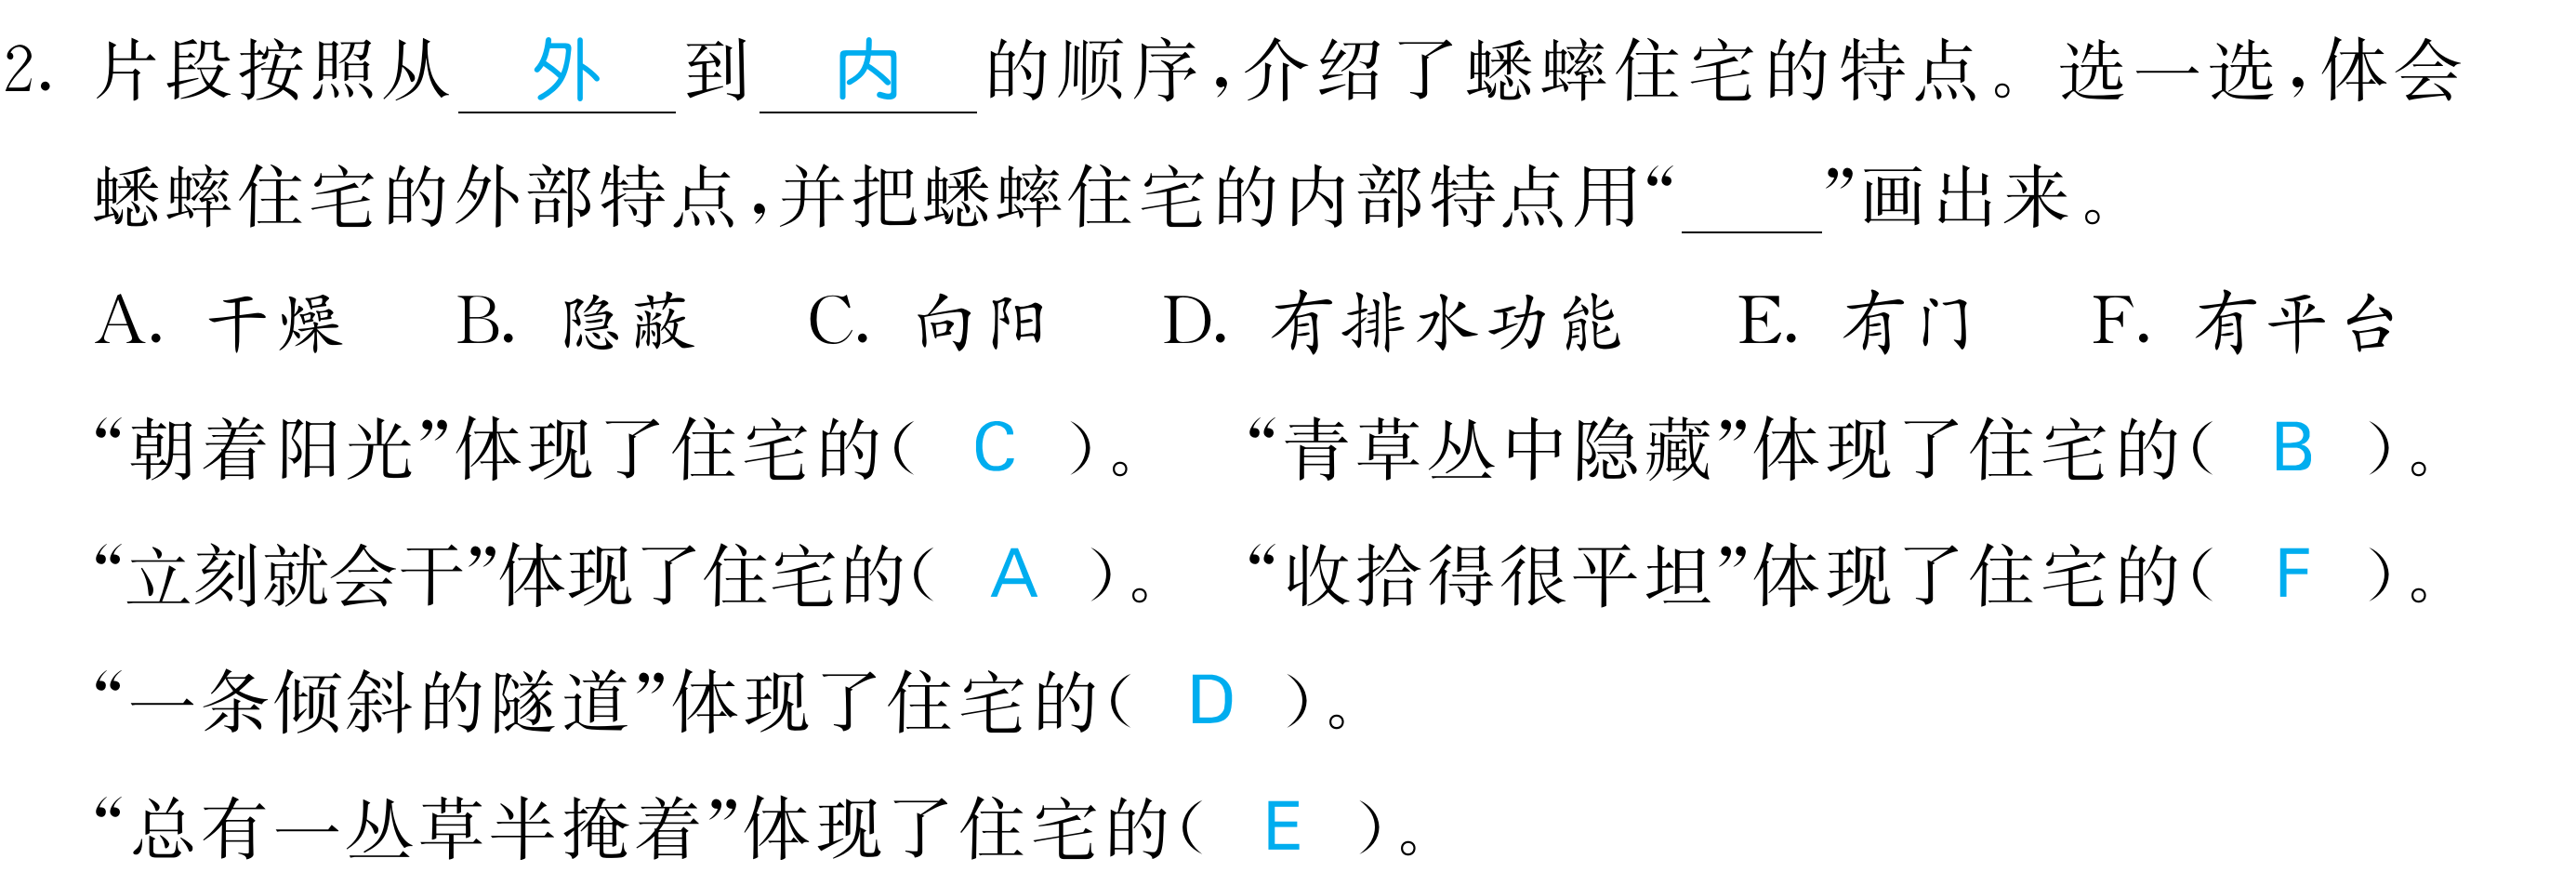 2. 片段按照从 外 到 内 的顺序,介绍了蟋蟀住宅的特点。选一选,体会
蟋蟀住宅的外部特点,并把蟋蟀住宅的内部特点用“____”画出来。
A. 干燥 B. 隐蔽 C. 向阳 D. 有排水功能 E. 有门 F. 有平台
“朝着阳光”体现了住宅的( C )。 “青草丛中隐藏”体现了住宅的( B )。
“立刻就会干”体现了住宅的( A )。 “收拾得很平坦”体现了住宅的( F )。
“一条倾斜的隧道”体现了住宅的( D )。
“总有一丛草半掩着”体现了住宅的( E )。